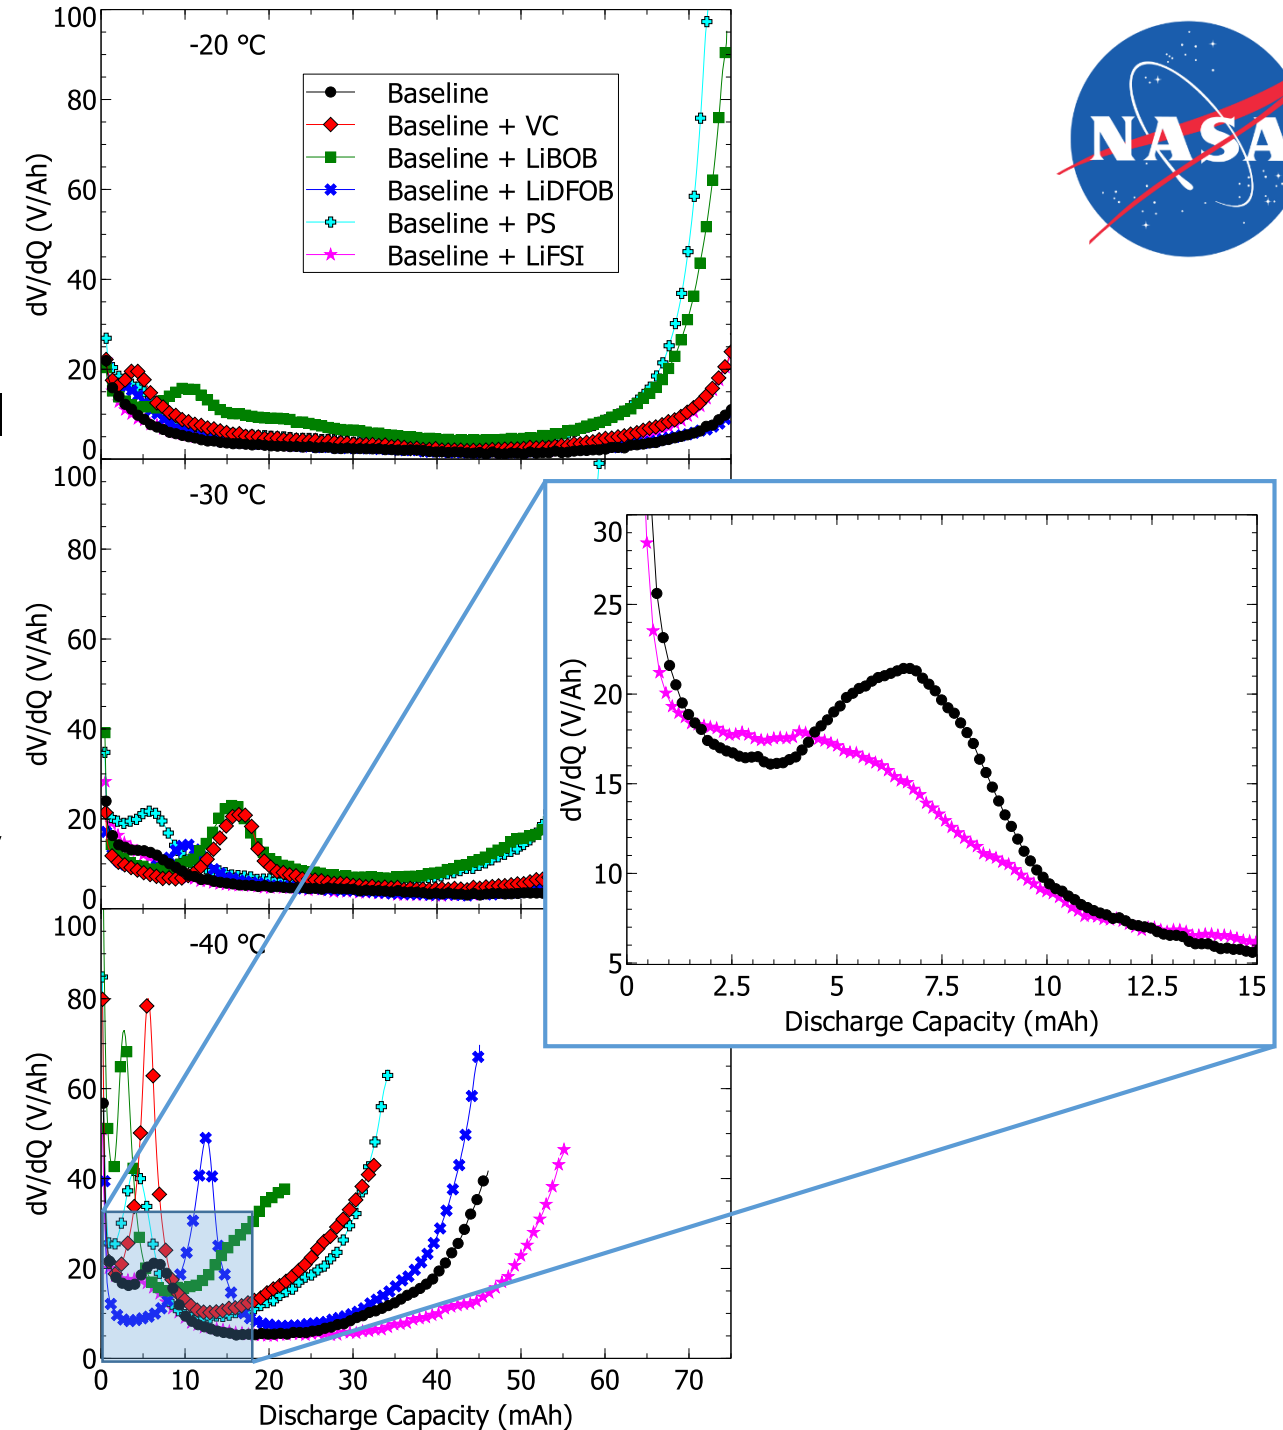 100
-20 °C
80
60
40
20
0
dV/dQ (V/Ah)
Baseline
Baseline + VC
Baseline + LiBOB
Baseline + LiDFOB
Baseline + PS
Baseline + LiFSI
NASA
100
-30 °C
80
60
40
20
0
dV/dQ (V/Ah)
30
25
20
15
10
5
dV/dQ (V/Ah)
0 2.5 5 7.5 10 12.5 15
Discharge Capacity (mAh)
100
-40 °C
80
60
40
20
0
dV/dQ (V/Ah)
0 10 20 30 40 50 60 70
Discharge Capacity (mAh)